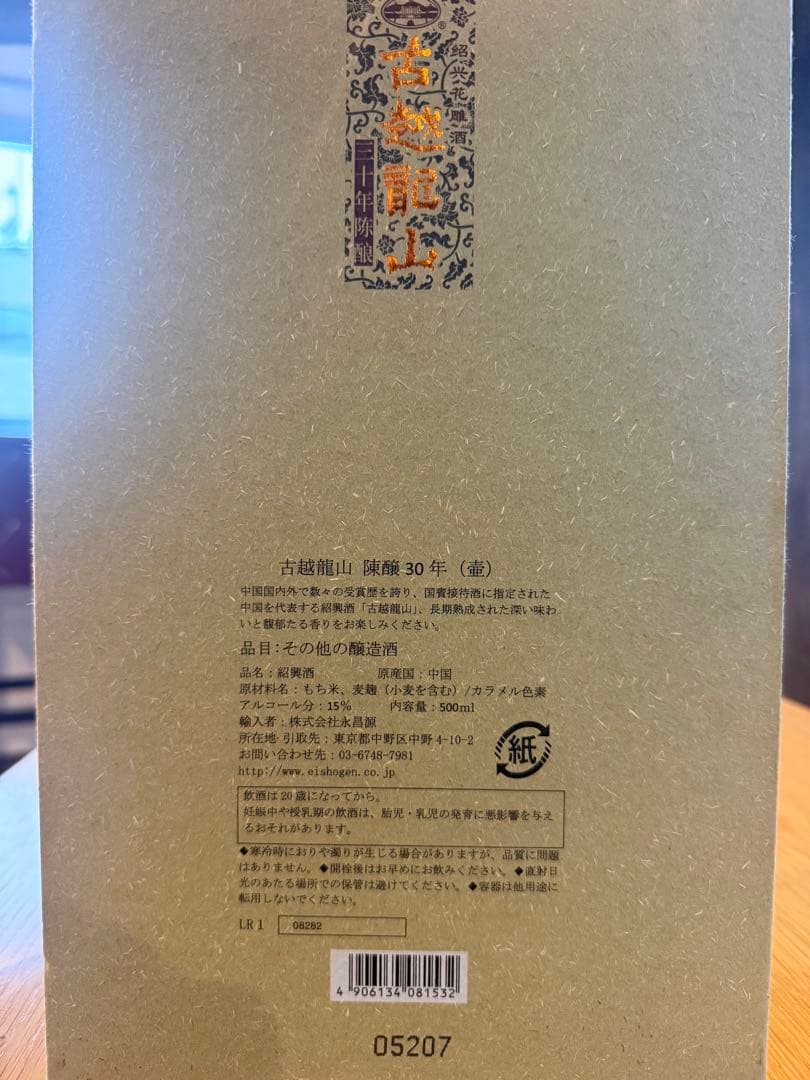 绍兴花雕酒
古越龍山
三十年陈酿
古越龍山 陳醸30年（壷）
中国国内外で数々の受賞歴を誇り、国賓接待酒に指定された
中国を代表する紹興酒「古越龍山」、長期熟成された深い味わ
いと馥郁たる香りをお楽しみください。
品目：その他の醸造酒
品名：紹興酒 原産国：中国
原材料名：もち米、麦麹（小麦を含む）/カラメル色素
アルコール分：15% 内容量：500ml
輸入者：株式会社永昌源
所在地・引取先：東京都中野区中野4-10-2
お問い合わせ先：03-6748-7981
http://www.eishogen.co.jp
紙
飲酒は20歳になってから。
妊娠中や授乳期の飲酒は、胎児・乳児の発育に悪影響を与え
るおそれがあります。
◆寒冷時におりや濁りが生じる場合がありますが、品質に問題
はありません。◆開栓後はお早めにお飲みください。◆直射日
光のあたる場所での保管は避けてください。◆容器は他用途に
転用しないでください。
LR1 08282
4 906134 081532
05207